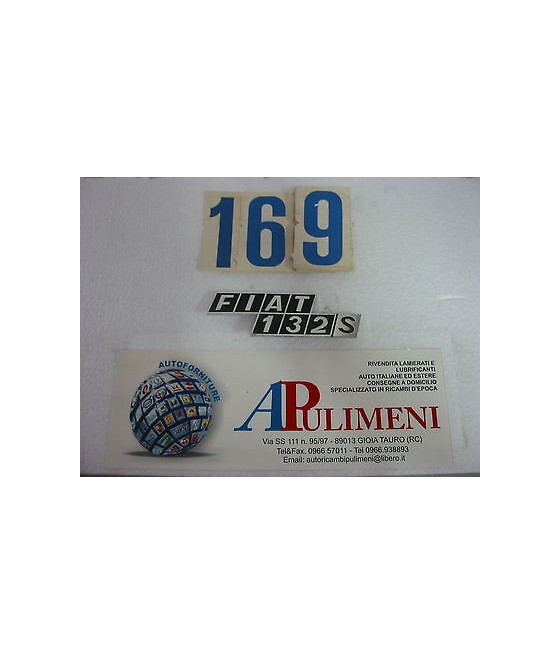 169
FIAT
132S
AUTOFORNITURE
RIVENDITA LAMIERATI E
LUBRIFICANTI
AUTO ITALIANE ED ESTERE
CONSEGNE A DOMICILIO
SPECIALIZZATO IN RICAMBI D'EPOCA
APULIMENI
Via SS 111 n. 95/97 - 89013 GIOIA TAURO (RC)
Tel&Fax. 0966 57011 - Tel 0966.938893
Email: autoricambipulimeni@libero.it